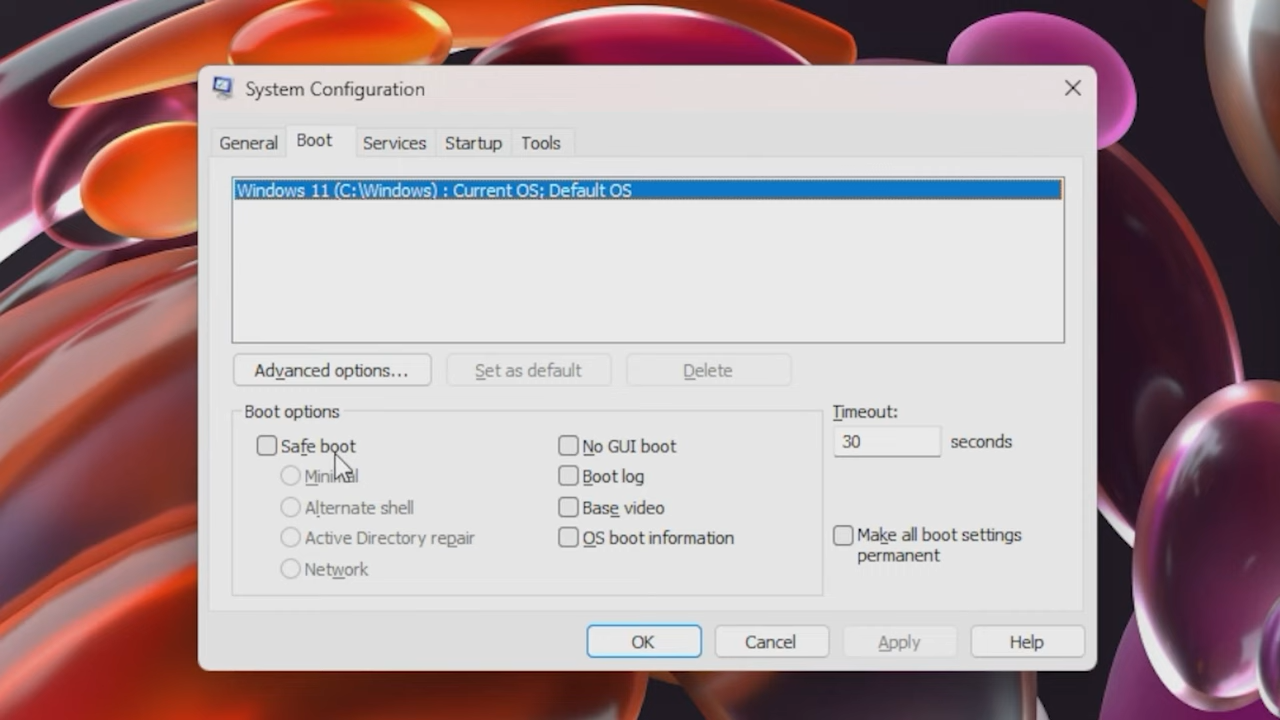 System Configuration
General Boot Services Startup Tools
Windows 11 (C:\Windows) : Current OS; Default OS
Advanced options... Set as default Delete
Boot options Timeout:
Safe boot No GUI boot 30 seconds
Minimal Boot log
Alternate shell Base video
Active Directory repair OS boot information Make all boot settings
permanent
Network
OK Cancel Apply Help